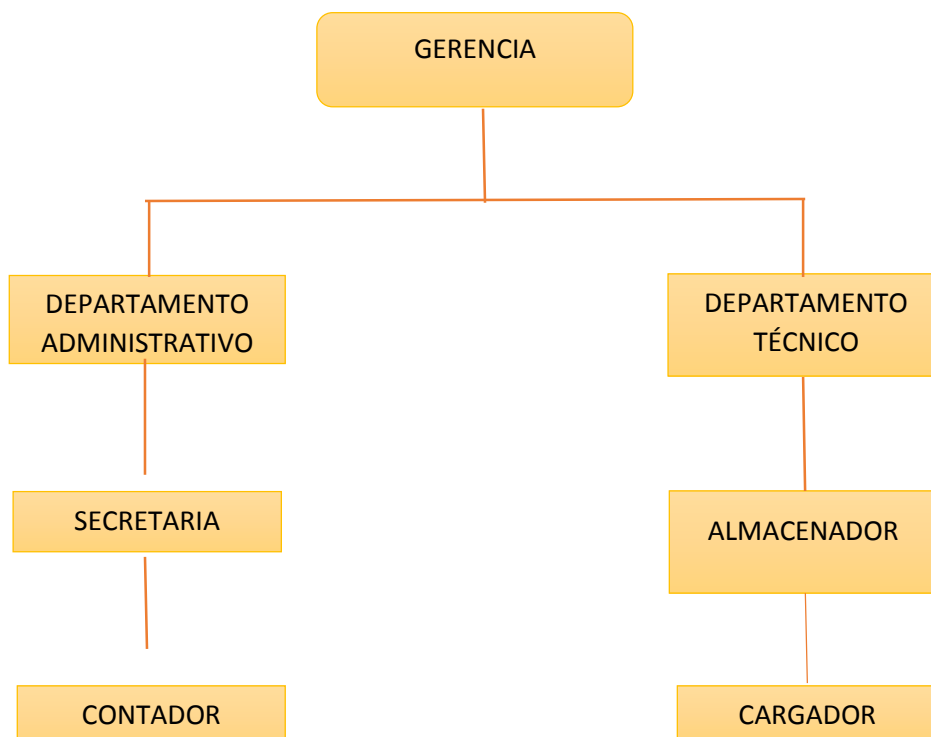 GERENCIA
DEPARTAMENTO
ADMINISTRATIVO
DEPARTAMENTO
TÉCNICO
SECRETARIA
ALMACENADOR
CONTADOR
CARGADOR